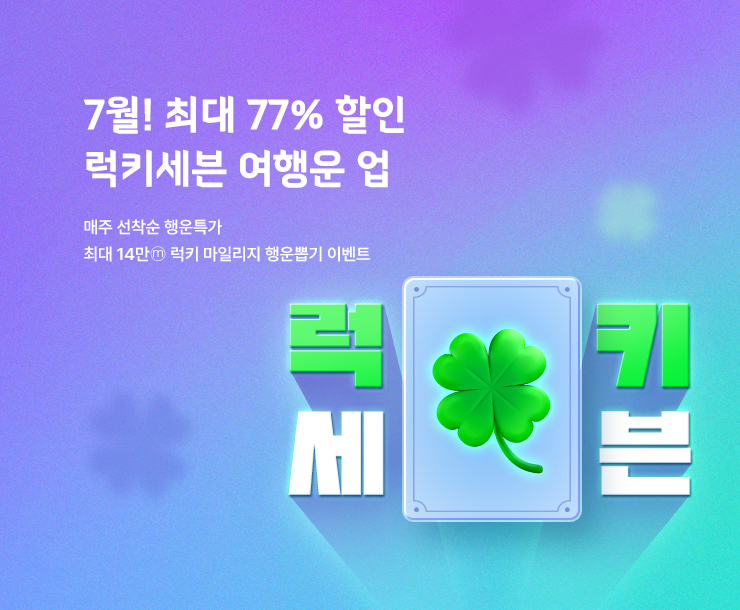 7월! 최대 77% 할인
럭키세븐 여행운 업
매주 선착순 행운특가
최대 14만ⓜ 럭키 마일리지 행운뽑기 이벤트
럭키
세븐